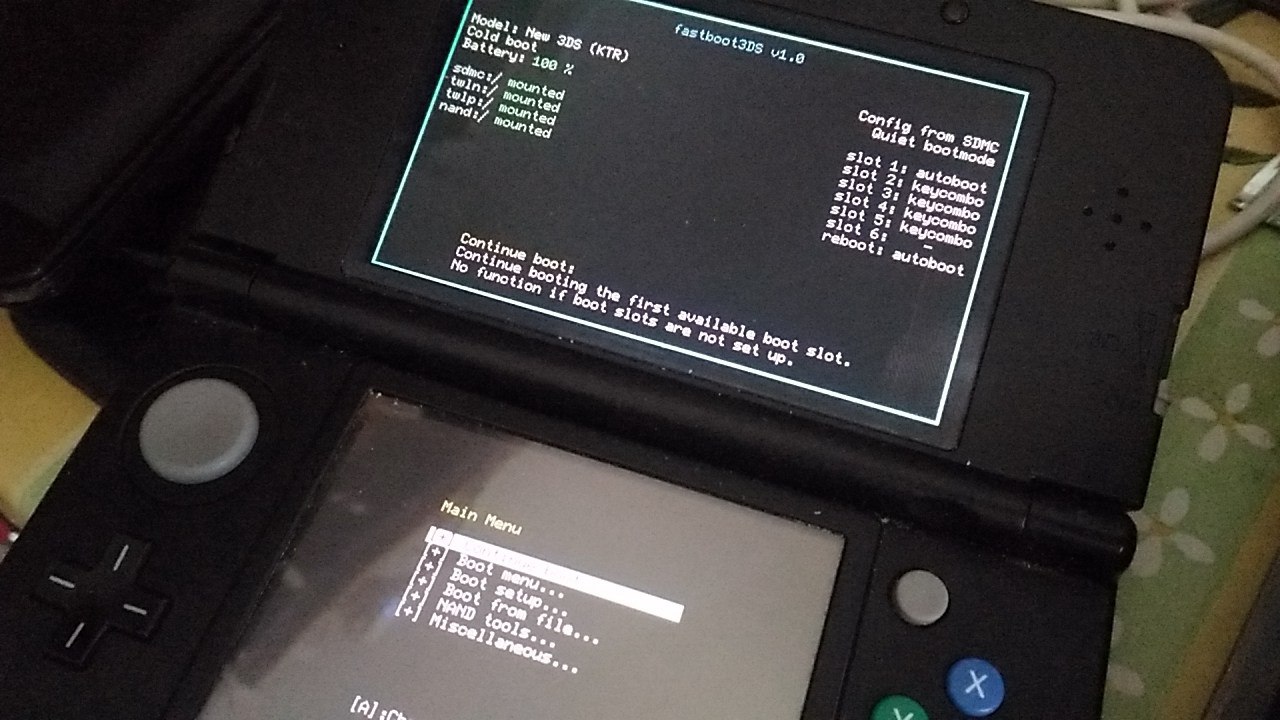 fastboot3DS v1.0
Model: New 3DS (KTR)
Cold boot
Battery: 100 %
sdmc:/ mounted
twln:/ mounted
twlp:/ mounted
nand:/ mounted
Config from SDMC
Quiet bootmode
slot 1: autoboot
slot 2: keycombo
slot 3: keycombo
slot 4: keycombo
slot 5: keycombo
slot 6: -
reboot: autoboot
Continue boot:
Continue booting the first available boot slot.
No function if boot slots are not set up.
Main Menu
[+]
[+] Boot menu...
[+] Boot setup...
[+] Boot from file...
[+] NAND tools...
[+] Miscellaneous...
[A]:Ch
X
Y